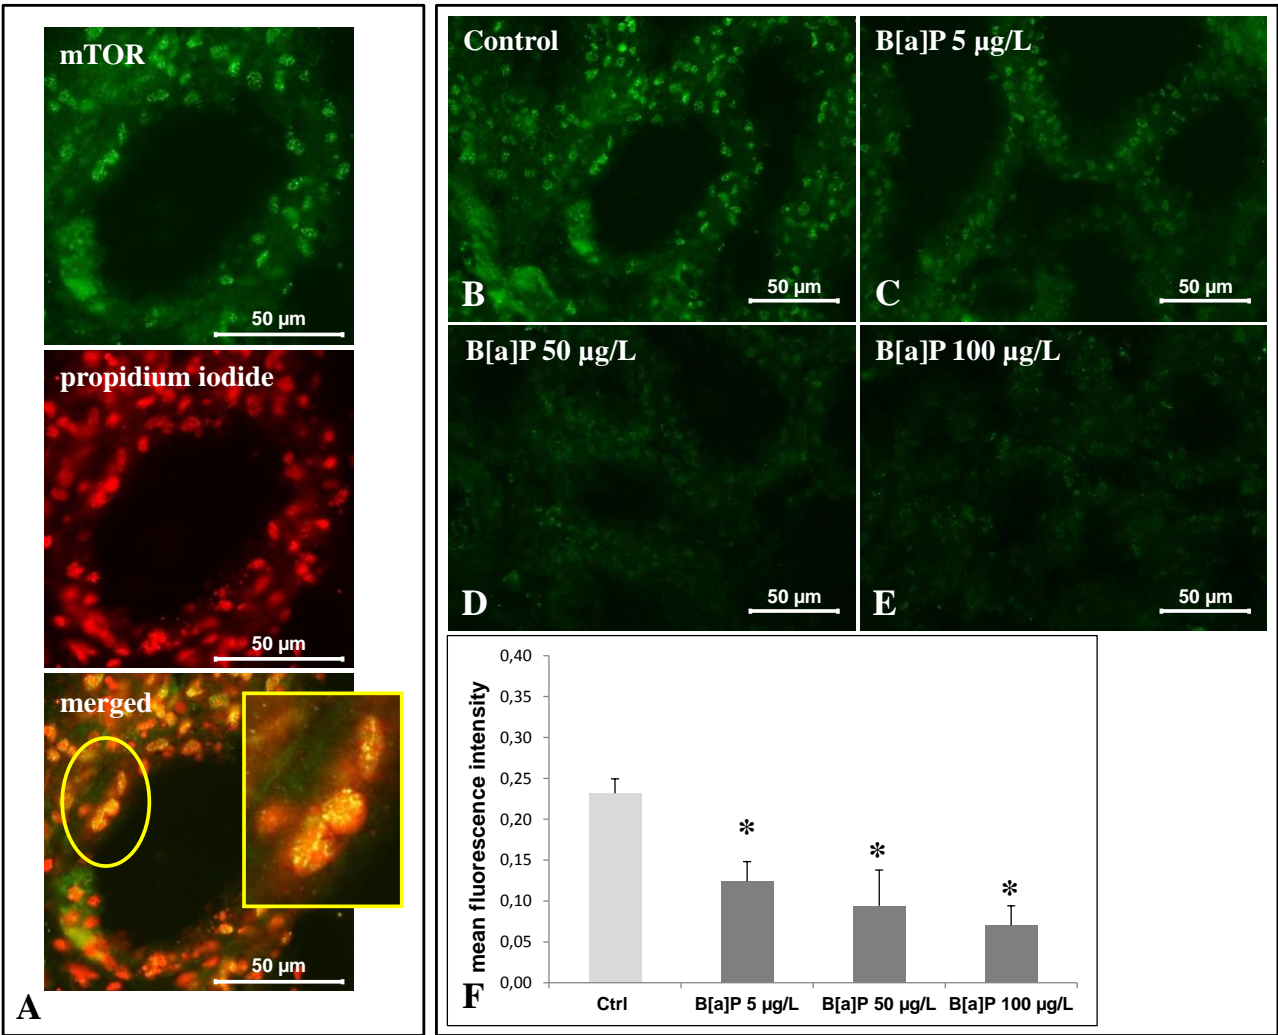 mTOR
50 µm
propidium iodide
50 µm
merged
50 µm
A
Control
50 µm
B
B[a]P 5 µg/L
50 µm
C
B[a]P 50 µg/L
50 µm
D
B[a]P 100 µg/L
50 µm
E
mean fluorescence intensity
0,40
0,35
0,30
0,25
0,20
0,15
0,10
0,05
0,00
* * *
Ctrl B[a]P 5 µg/L B[a]P 50 µg/L B[a]P 100 µg/L
F